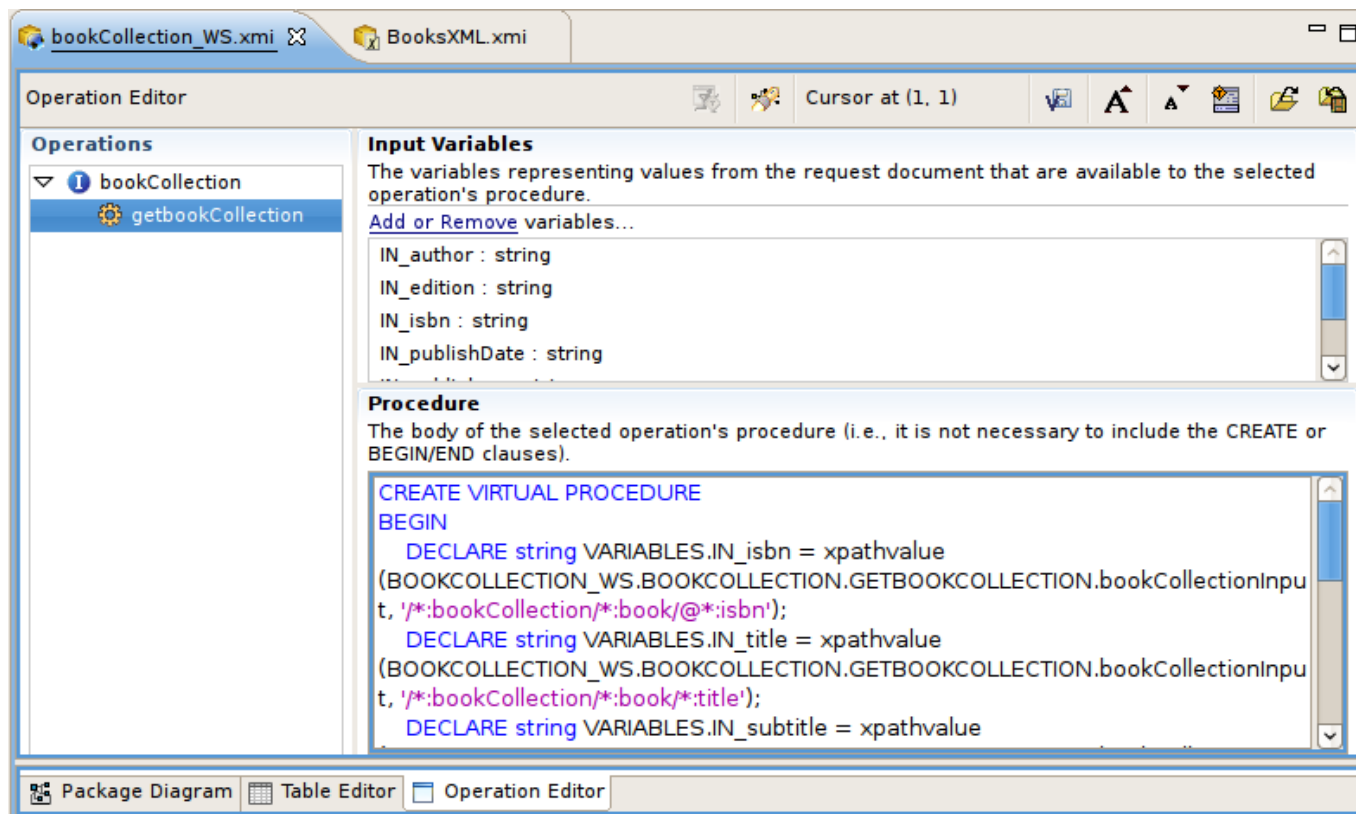 bookCollection_WS.xmi
BooksXML.xmi
Operation Editor
Cursor at (1, 1)
Operations
bookCollection
getbookCollection
Input Variables
The variables representing values from the request document that are available to the selected
operation's procedure.
Add or Remove variables...
IN_author : string
IN_edition : string
IN_isbn : string
IN_publishDate : string
Procedure
The body of the selected operation's procedure (i.e., it is not necessary to include the CREATE or
BEGIN/END clauses).
CREATE VIRTUAL PROCEDURE
BEGIN
DECLARE string VARIABLES.IN_isbn = xpathvalue
(BOOKCOLLECTION_WS.BOOKCOLLECTION.GETBOOKCOLLECTION.bookCollectionInpu
t, '/*:bookCollection/*:book/@*:isbn');
DECLARE string VARIABLES.IN_title = xpathvalue
(BOOKCOLLECTION_WS.BOOKCOLLECTION.GETBOOKCOLLECTION.bookCollectionInpu
t, '/*:bookCollection/*:book/*:title');
DECLARE string VARIABLES.IN_subtitle = xpathvalue
Package Diagram
Table Editor
Operation Editor